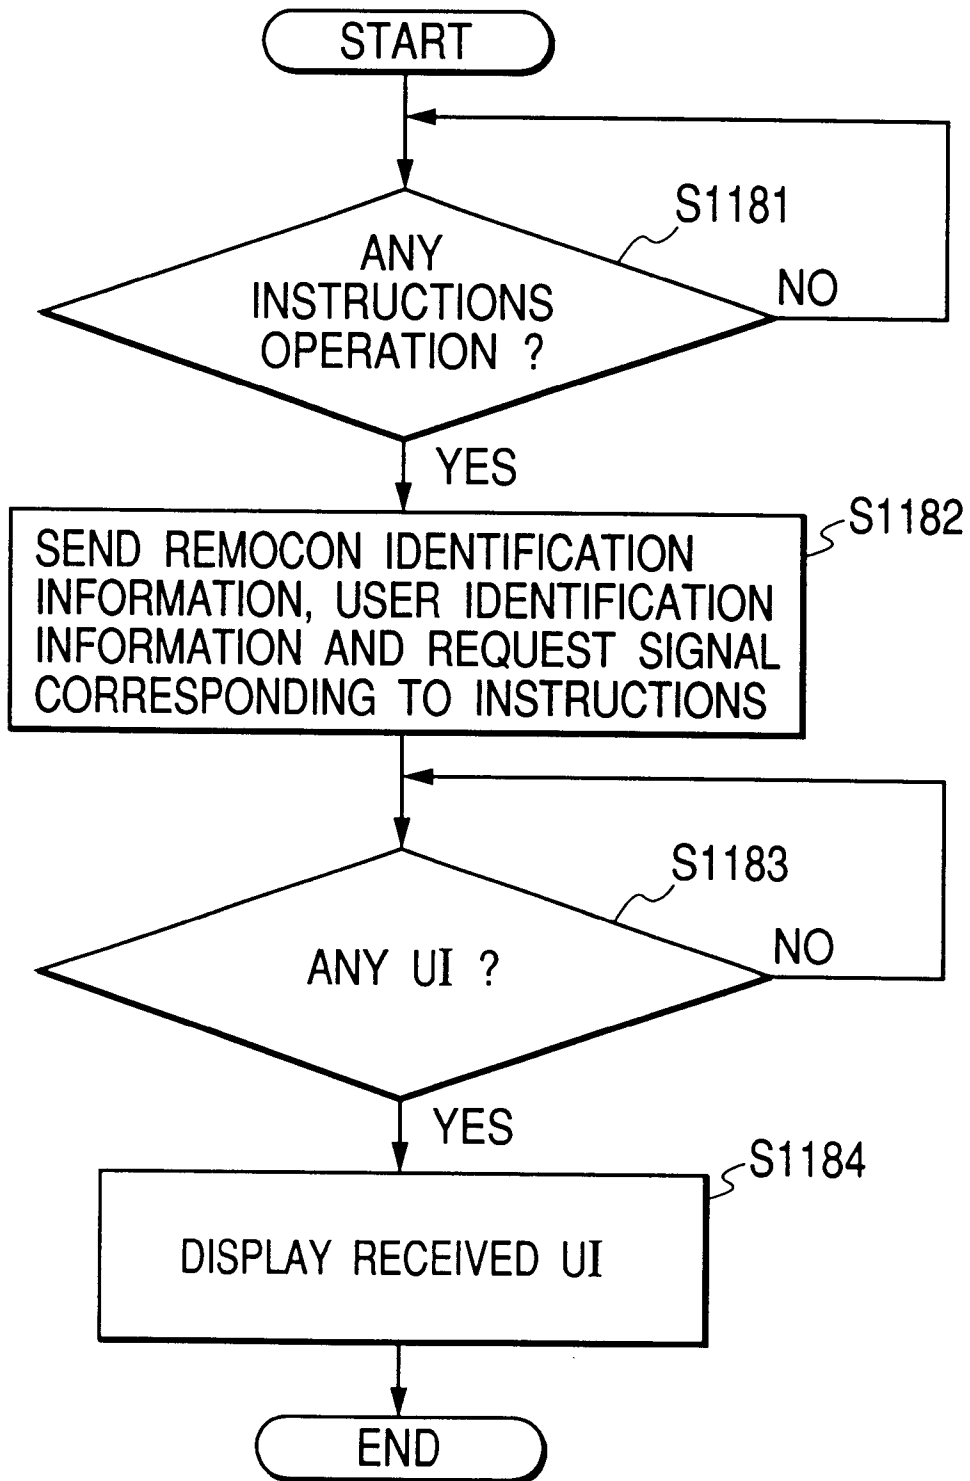 START
S1181
ANY
INSTRUCTIONS
OPERATION ?
NO
YES
S1182
SEND REMOCON IDENTIFICATION
INFORMATION, USER IDENTIFICATION
INFORMATION AND REQUEST SIGNAL
CORRESPONDING TO INSTRUCTIONS
S1183
ANY UI ?
NO
YES
S1184
DISPLAY RECEIVED UI
END